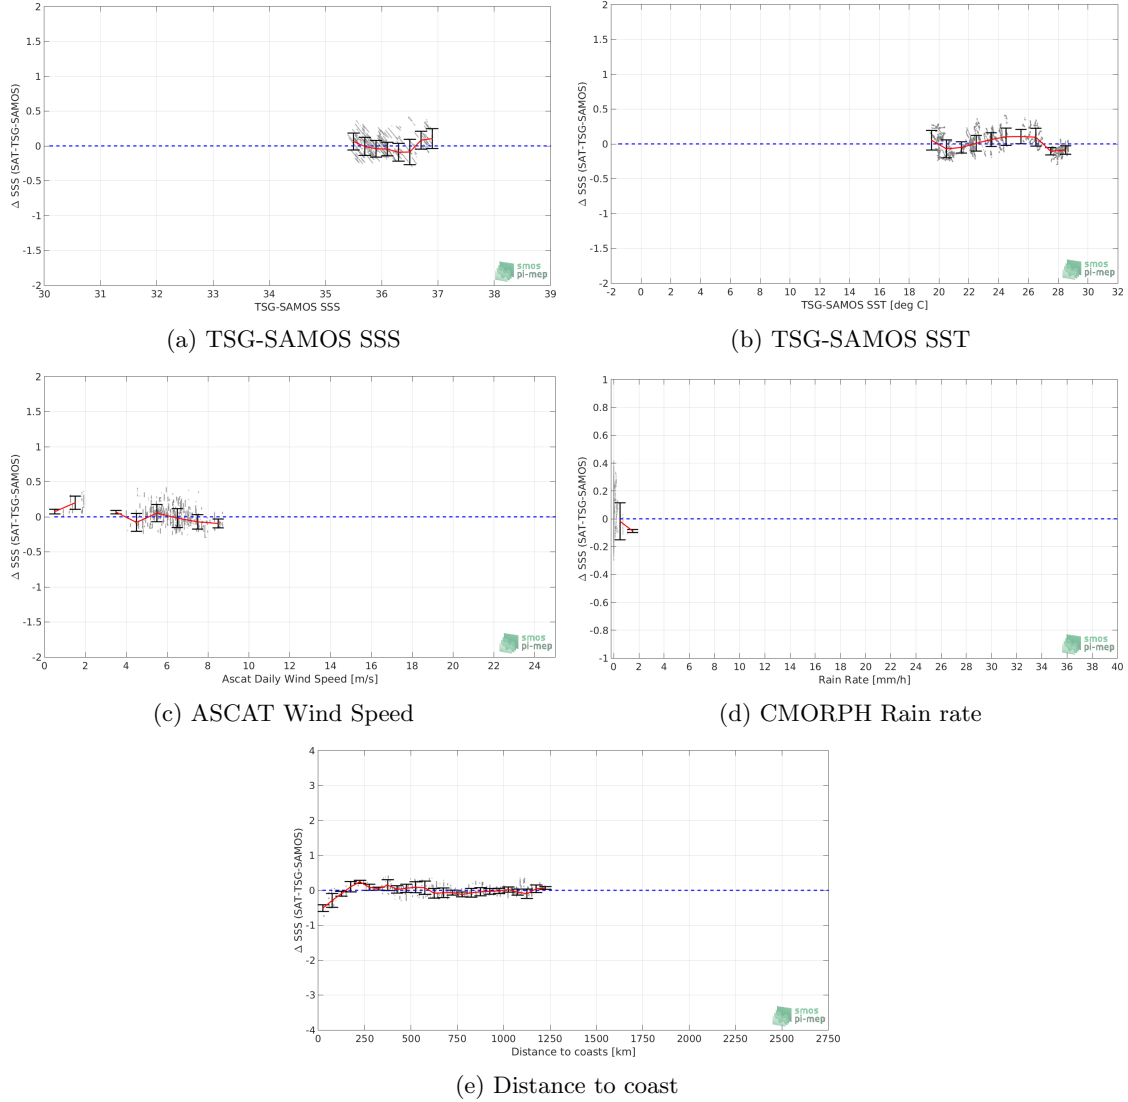 2
1.5
1
0.5
0
-0.5
-1
-1.5
-2
Δ SSS (SAT-TSG-SAMOS)
30 31 32 33 34 35 36 37 38 39
TSG-SAMOS SSS
smos
pi-mep
(a) TSG-SAMOS SSS
2
1.5
1
0.5
0
-0.5
-1
-1.5
-2
Δ SSS (SAT-TSG-SAMOS)
-2 0 2 4 6 8 10 12 14 16 18 20 22 24 26 28 30 32
TSG-SAMOS SST [deg C]
smos
pi-mep
(b) TSG-SAMOS SST
2
1.5
1
0.5
0
-0.5
-1
-1.5
-2
Δ SSS (SAT-TSG-SAMOS)
0 2 4 6 8 10 12 14 16 18 20 22 24
Ascat Daily Wind Speed [m/s]
smos
pi-mep
(c) ASCAT Wind Speed
1
0.8
0.6
0.4
0.2
0
-0.2
-0.4
-0.6
-0.8
-1
Δ SSS (SAT-TSG-SAMOS)
0 2 4 6 8 10 12 14 16 18 20 22 24 26 28 30 32 34 36 38 40
Rain Rate [mm/h]
smos
pi-mep
(d) CMORPH Rain rate
4
3
2
1
0
-1
-2
-3
-4
Δ SSS (SAT-TSG-SAMOS)
0 250 500 750 1000 1250 1500 1750 2000 2250 2500 2750
Distance to coasts [km]
smos
pi-mep
(e) Distance to coast